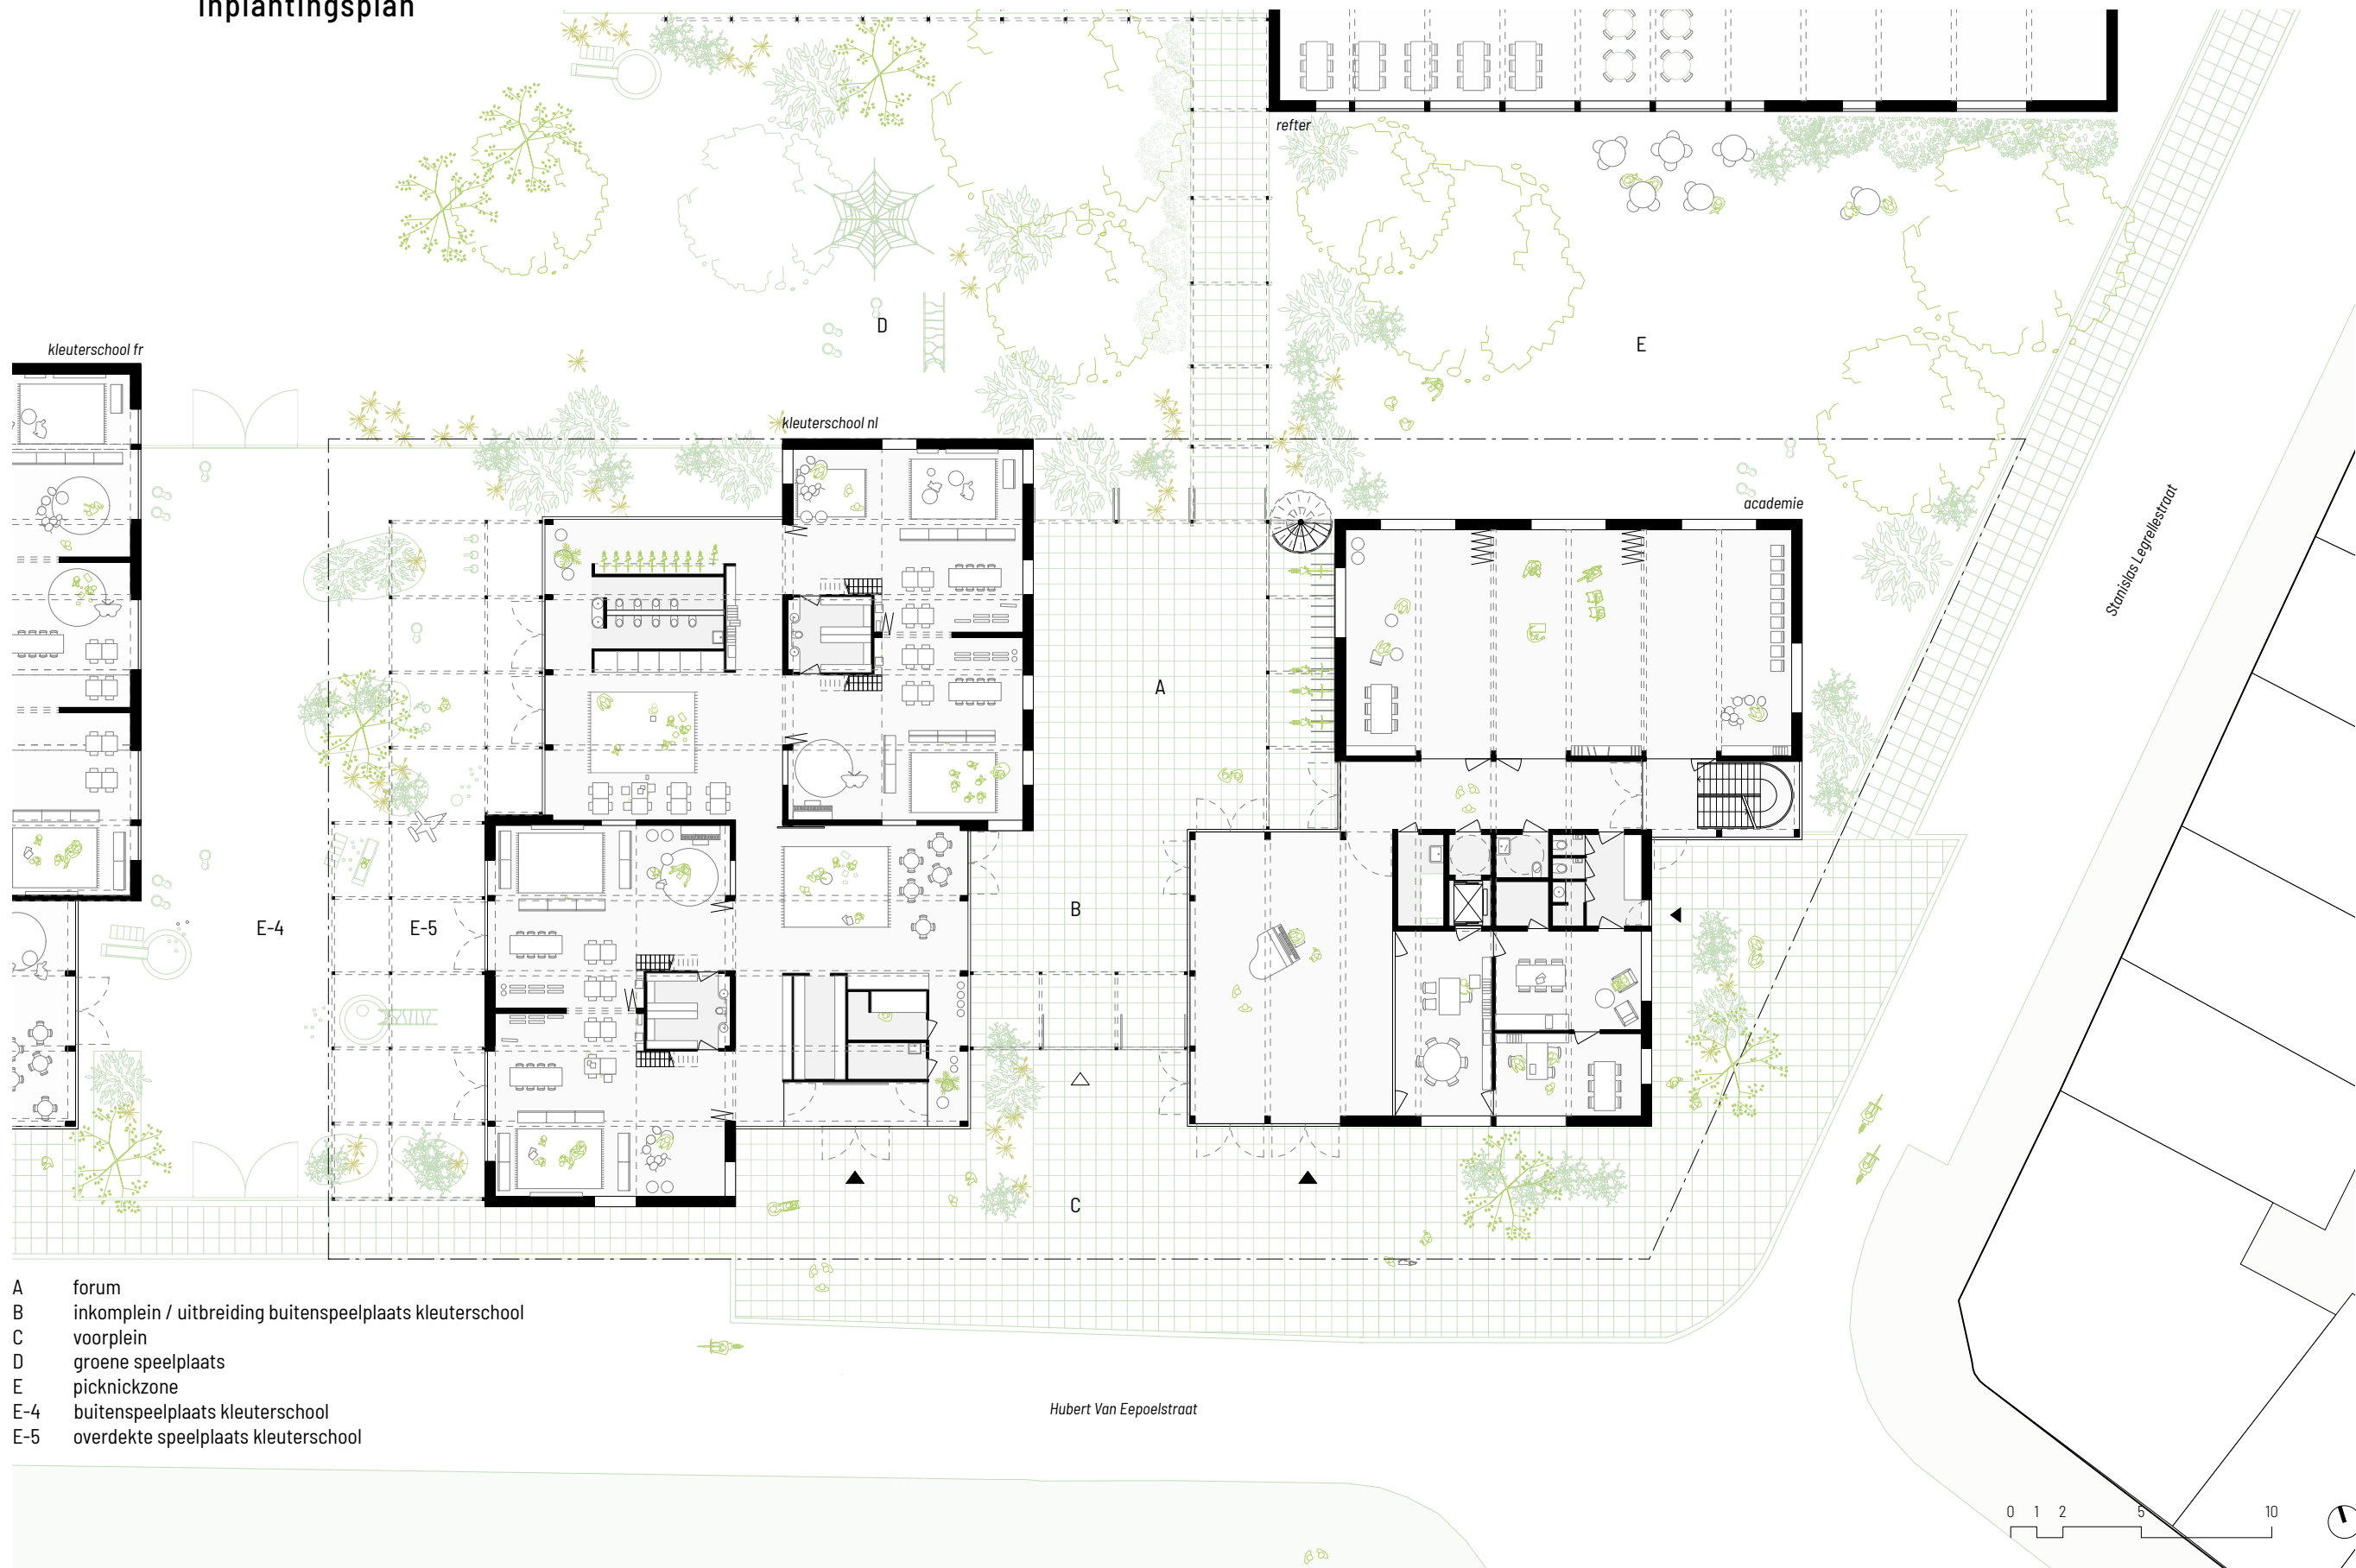 inplantingsplan
refter
D
E
kleuterschool fr
kleuterschool nl
academie
Stanislas Legrellestraat
A
B
E-4
E-5
C
A forum
B inkomplein / uitbreiding buitenspeelplaats kleuterschool
C voorplein
D groene speelplaats
E picknickzone
E-4 buitenspeelplaats kleuterschool
E-5 overdekte speelplaats kleuterschool
Hubert Van Eepoelstraat
0 1 2 5 10